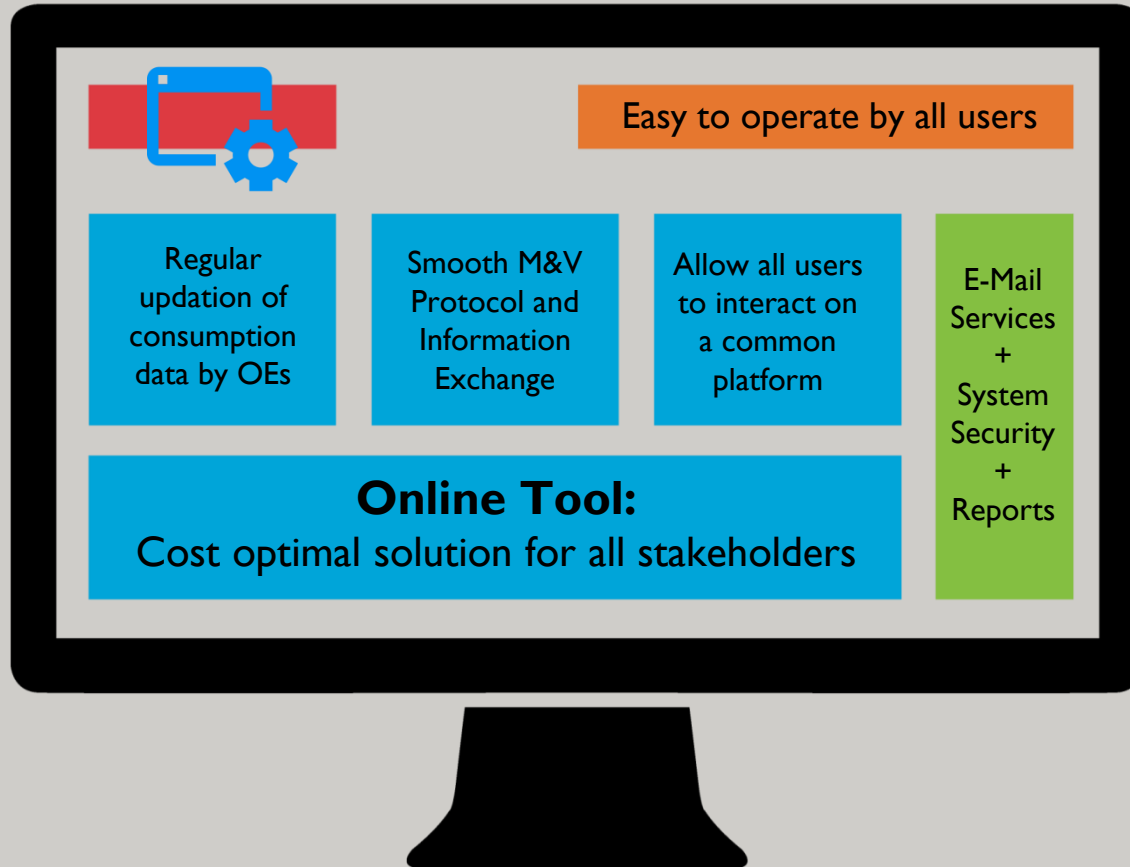 Easy to operate by all users
Regular
updation of
consumption
data by OEs
Smooth M&V
Protocol and
Information
Exchange
Allow all users
to interact on
a common
platform
E-Mail
Services
+
System
Security
+
Reports
Online Tool:
Cost optimal solution for all stakeholders